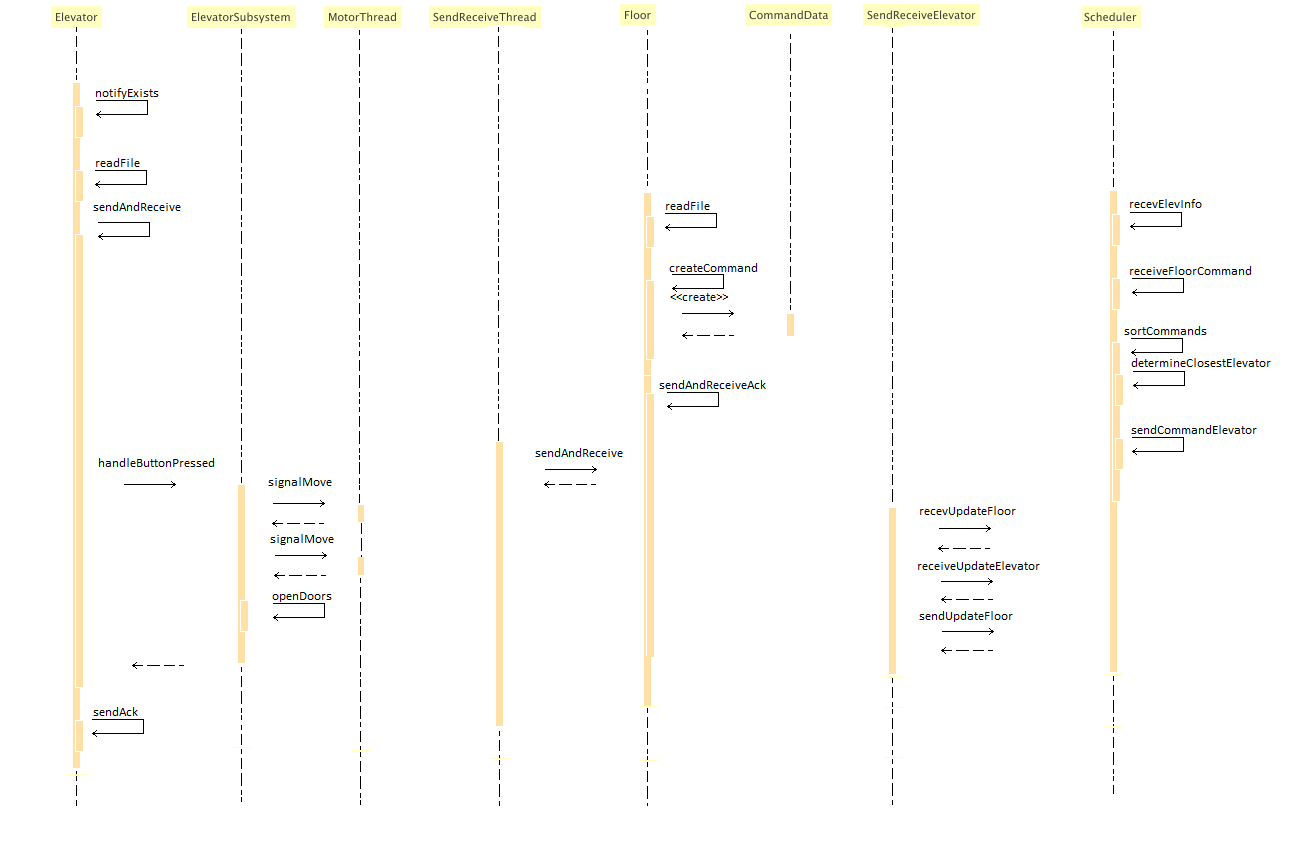 Elevator
ElevatorSubsystem
MotorThread
SendReceiveThread
Floor
CommandData
SendReceiveElevator
Scheduler
notifyExists
readFile
sendAndReceive
handleButtonPressed
sendAck
signalMove
signalMove
openDoors
sendAndReceive
readFile
createCommand
<<create>>
sendAndReceiveAck
recevUpdateFloor
receiveUpdateElevator
sendUpdateFloor
recevElevInfo
receiveFloorCommand
sortCommands
determineClosestElevator
sendCommandElevator